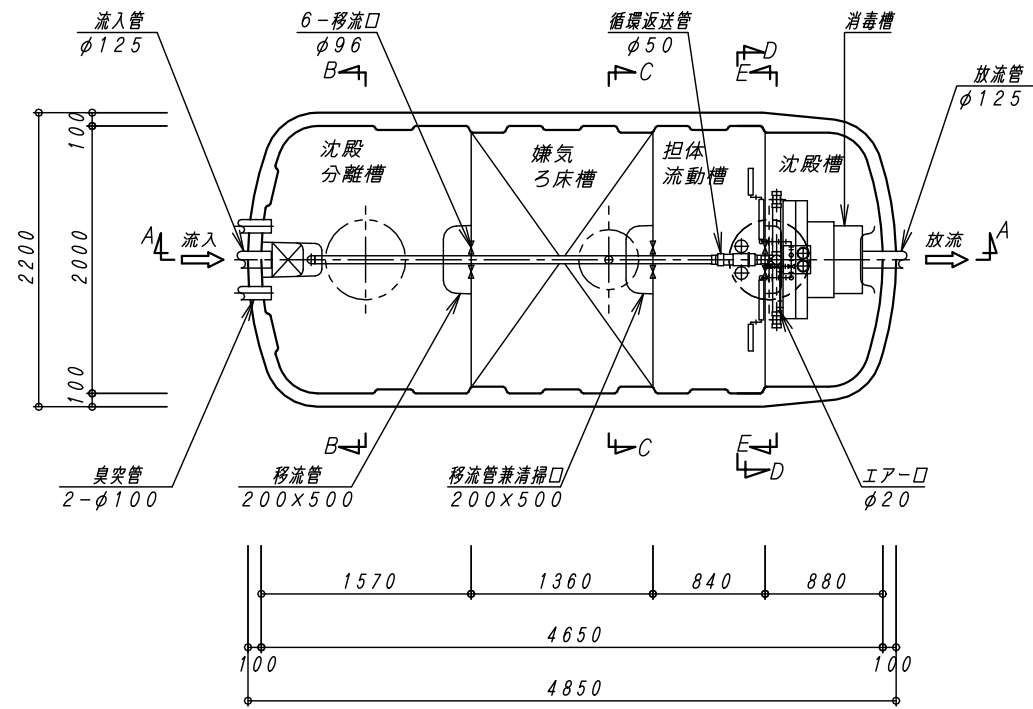 流入管
φ125
6-移流口
φ96
循環返送管
φ50
消毒槽
放流管
φ125
B
C
D
E
100
2000
2200
100
沈殿
分離槽
嫌気
ろ床槽
担体
流動槽
沈殿槽
A
流入
放流
A
B
C
E
D
臭突管
2-φ100
移流管
200×500
移流管兼清掃口
200×500
エアー口
φ20
1570
1360
840
880
4650
100
100
4850